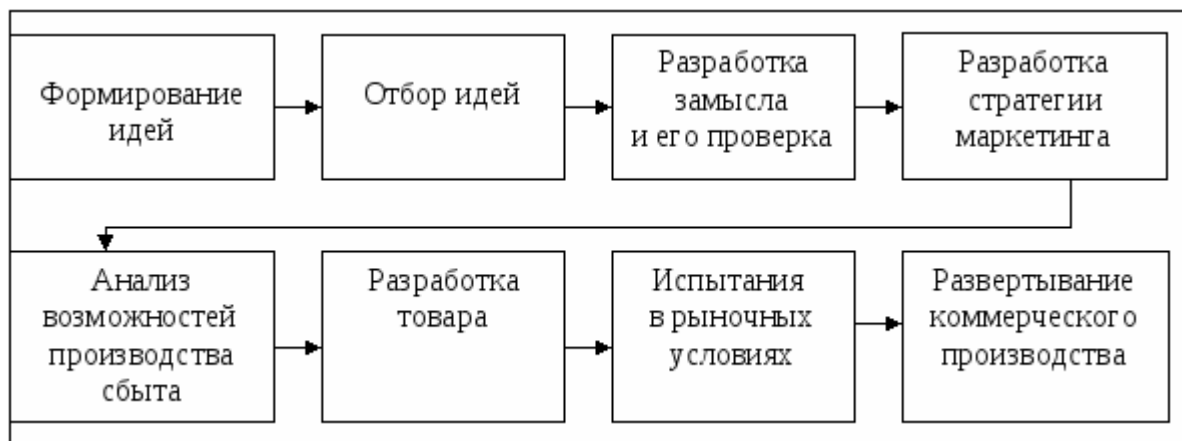 Формирование
идей
Отбор идей
Разработка
замысла
и его проверка
Разработка
стратегии
маркетинга
Анализ
возможностей
производства
сбыта
Разработка
товара
Испытания
в рыночных
условиях
Развертывание
коммерческого
производства